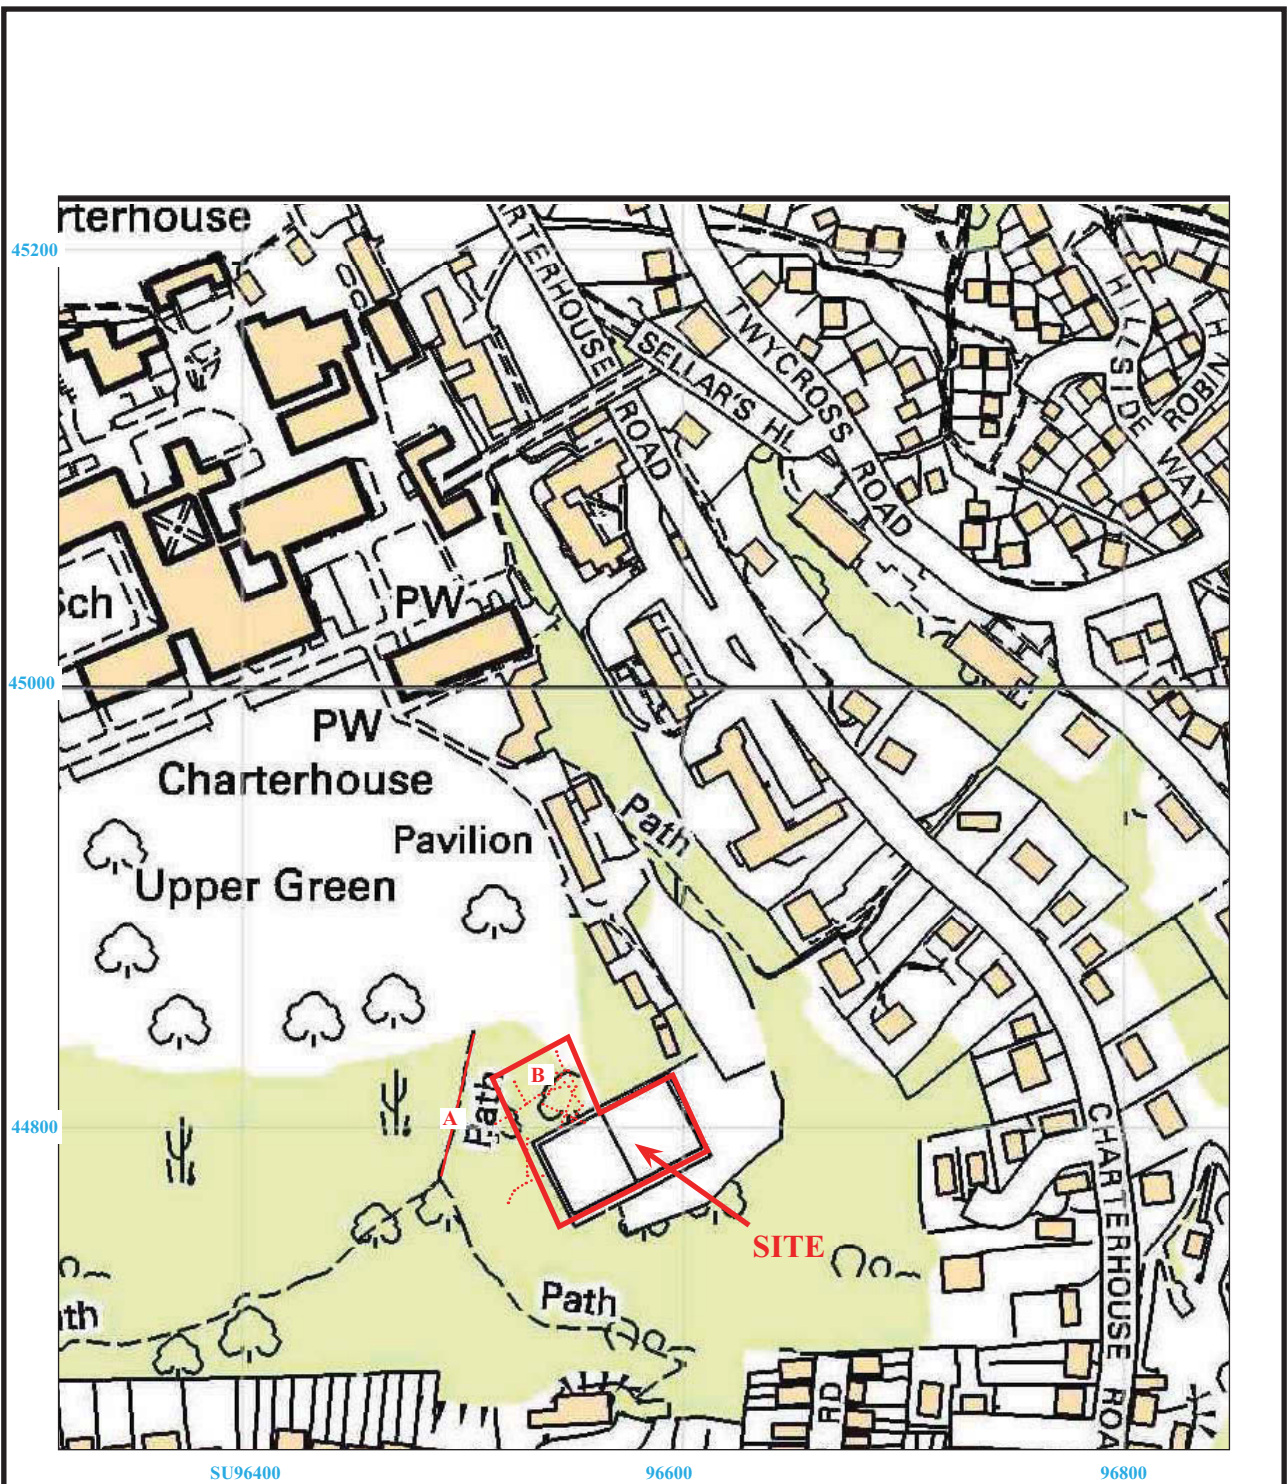 rterhouse
45200
RTERHOUSE
ROAD
SELLAR'S HL
TWYCROSS
ROAD
HILLSIDE
ROBIN
WAY
H
Sch
PW
45000
PW
Charterhouse
Pavilion
Path
Upper Green
B
A
Path
44800
SITE
CHARTERHOUSE ROA
Path
ath
RD
SU96400
96600
96800